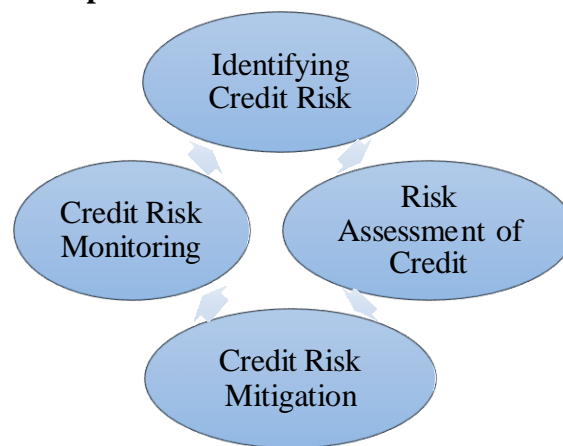 Identifying
Credit Risk
Credit Risk
Monitoring
Risk
Assessment of
Credit
Credit Risk
Mitigation